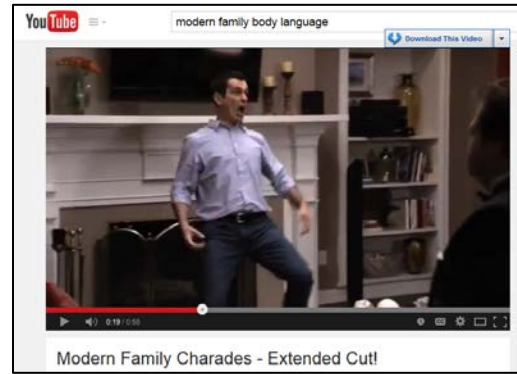 YouTube
modern family body language
Download This Video
0:19 / 0:56
Modern Family Charades - Extended Cut!